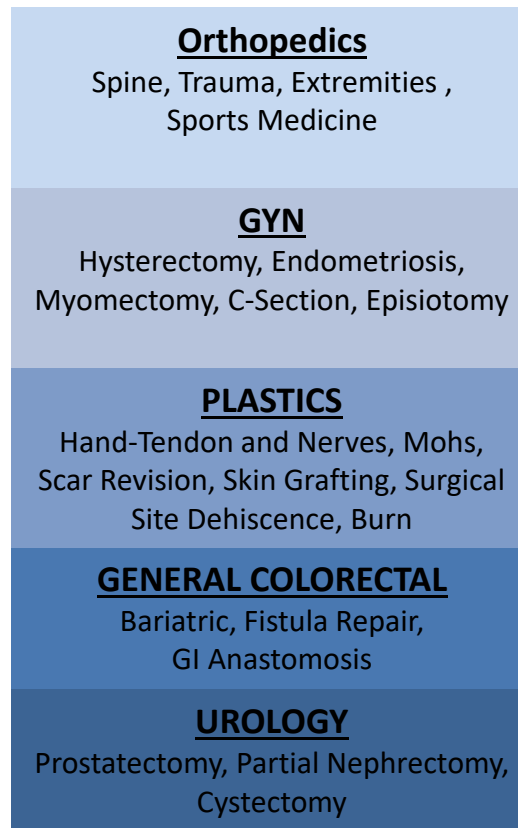 Orthopedics
Spine, Trauma, Extremities ,
Sports Medicine
GYN
Hysterectomy, Endometriosis,
Myomectomy, C-Section, Episiotomy
PLASTICS
Hand-Tendon and Nerves, Mohs,
Scar Revision, Skin Grafting, Surgical
Site Dehiscence, Burn
GENERAL COLORECTAL
Bariatric, Fistula Repair,
GI Anastomosis
UROLOGY
Prostatectomy, Partial Nephrectomy,
Cystectomy